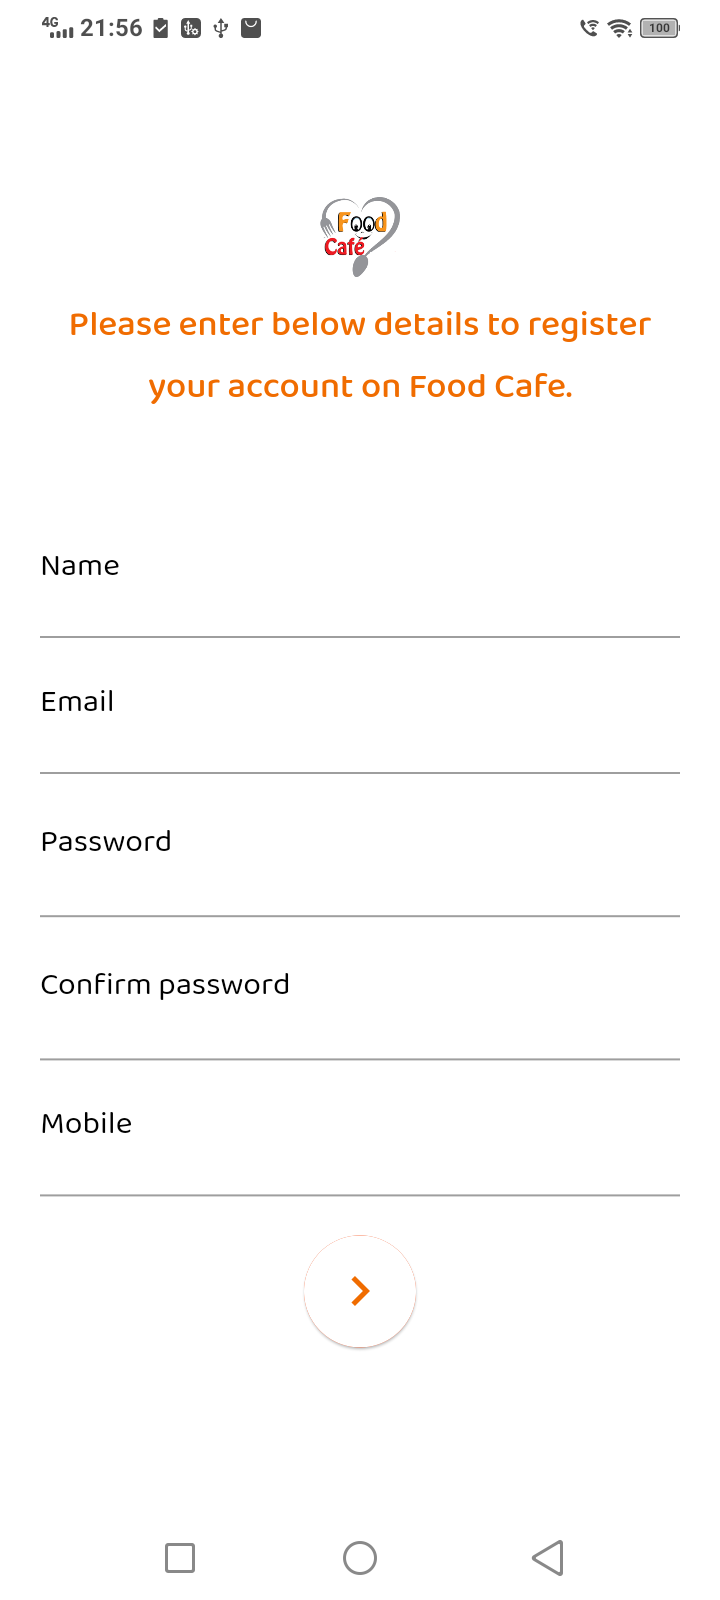 4G 21:56 100
Food
Café
Please enter below details to register
your account on Food Cafe.
Name
Email
Password
Confirm password
Mobile